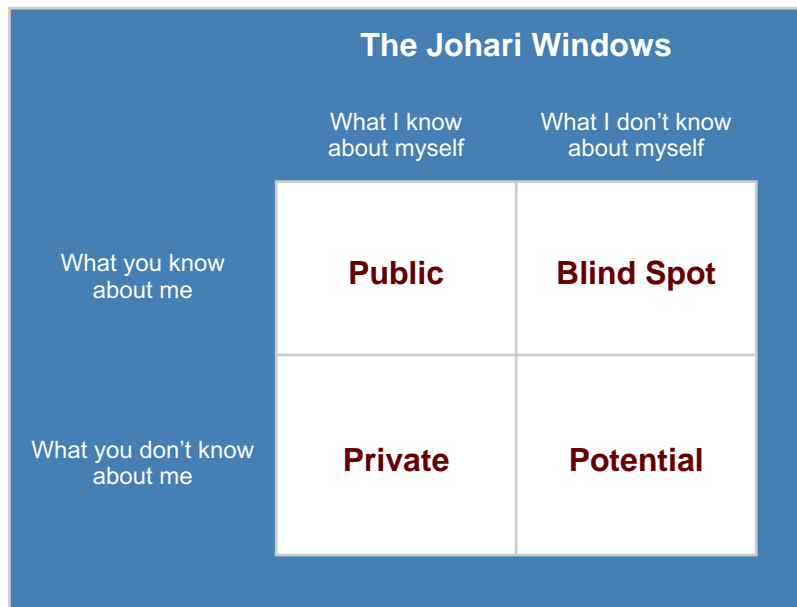 The Johari Windows
What I know
about myself
What I don’t know
about myself
What you know
about me
Public
Blind Spot
What you don’t know
about me
Private
Potential